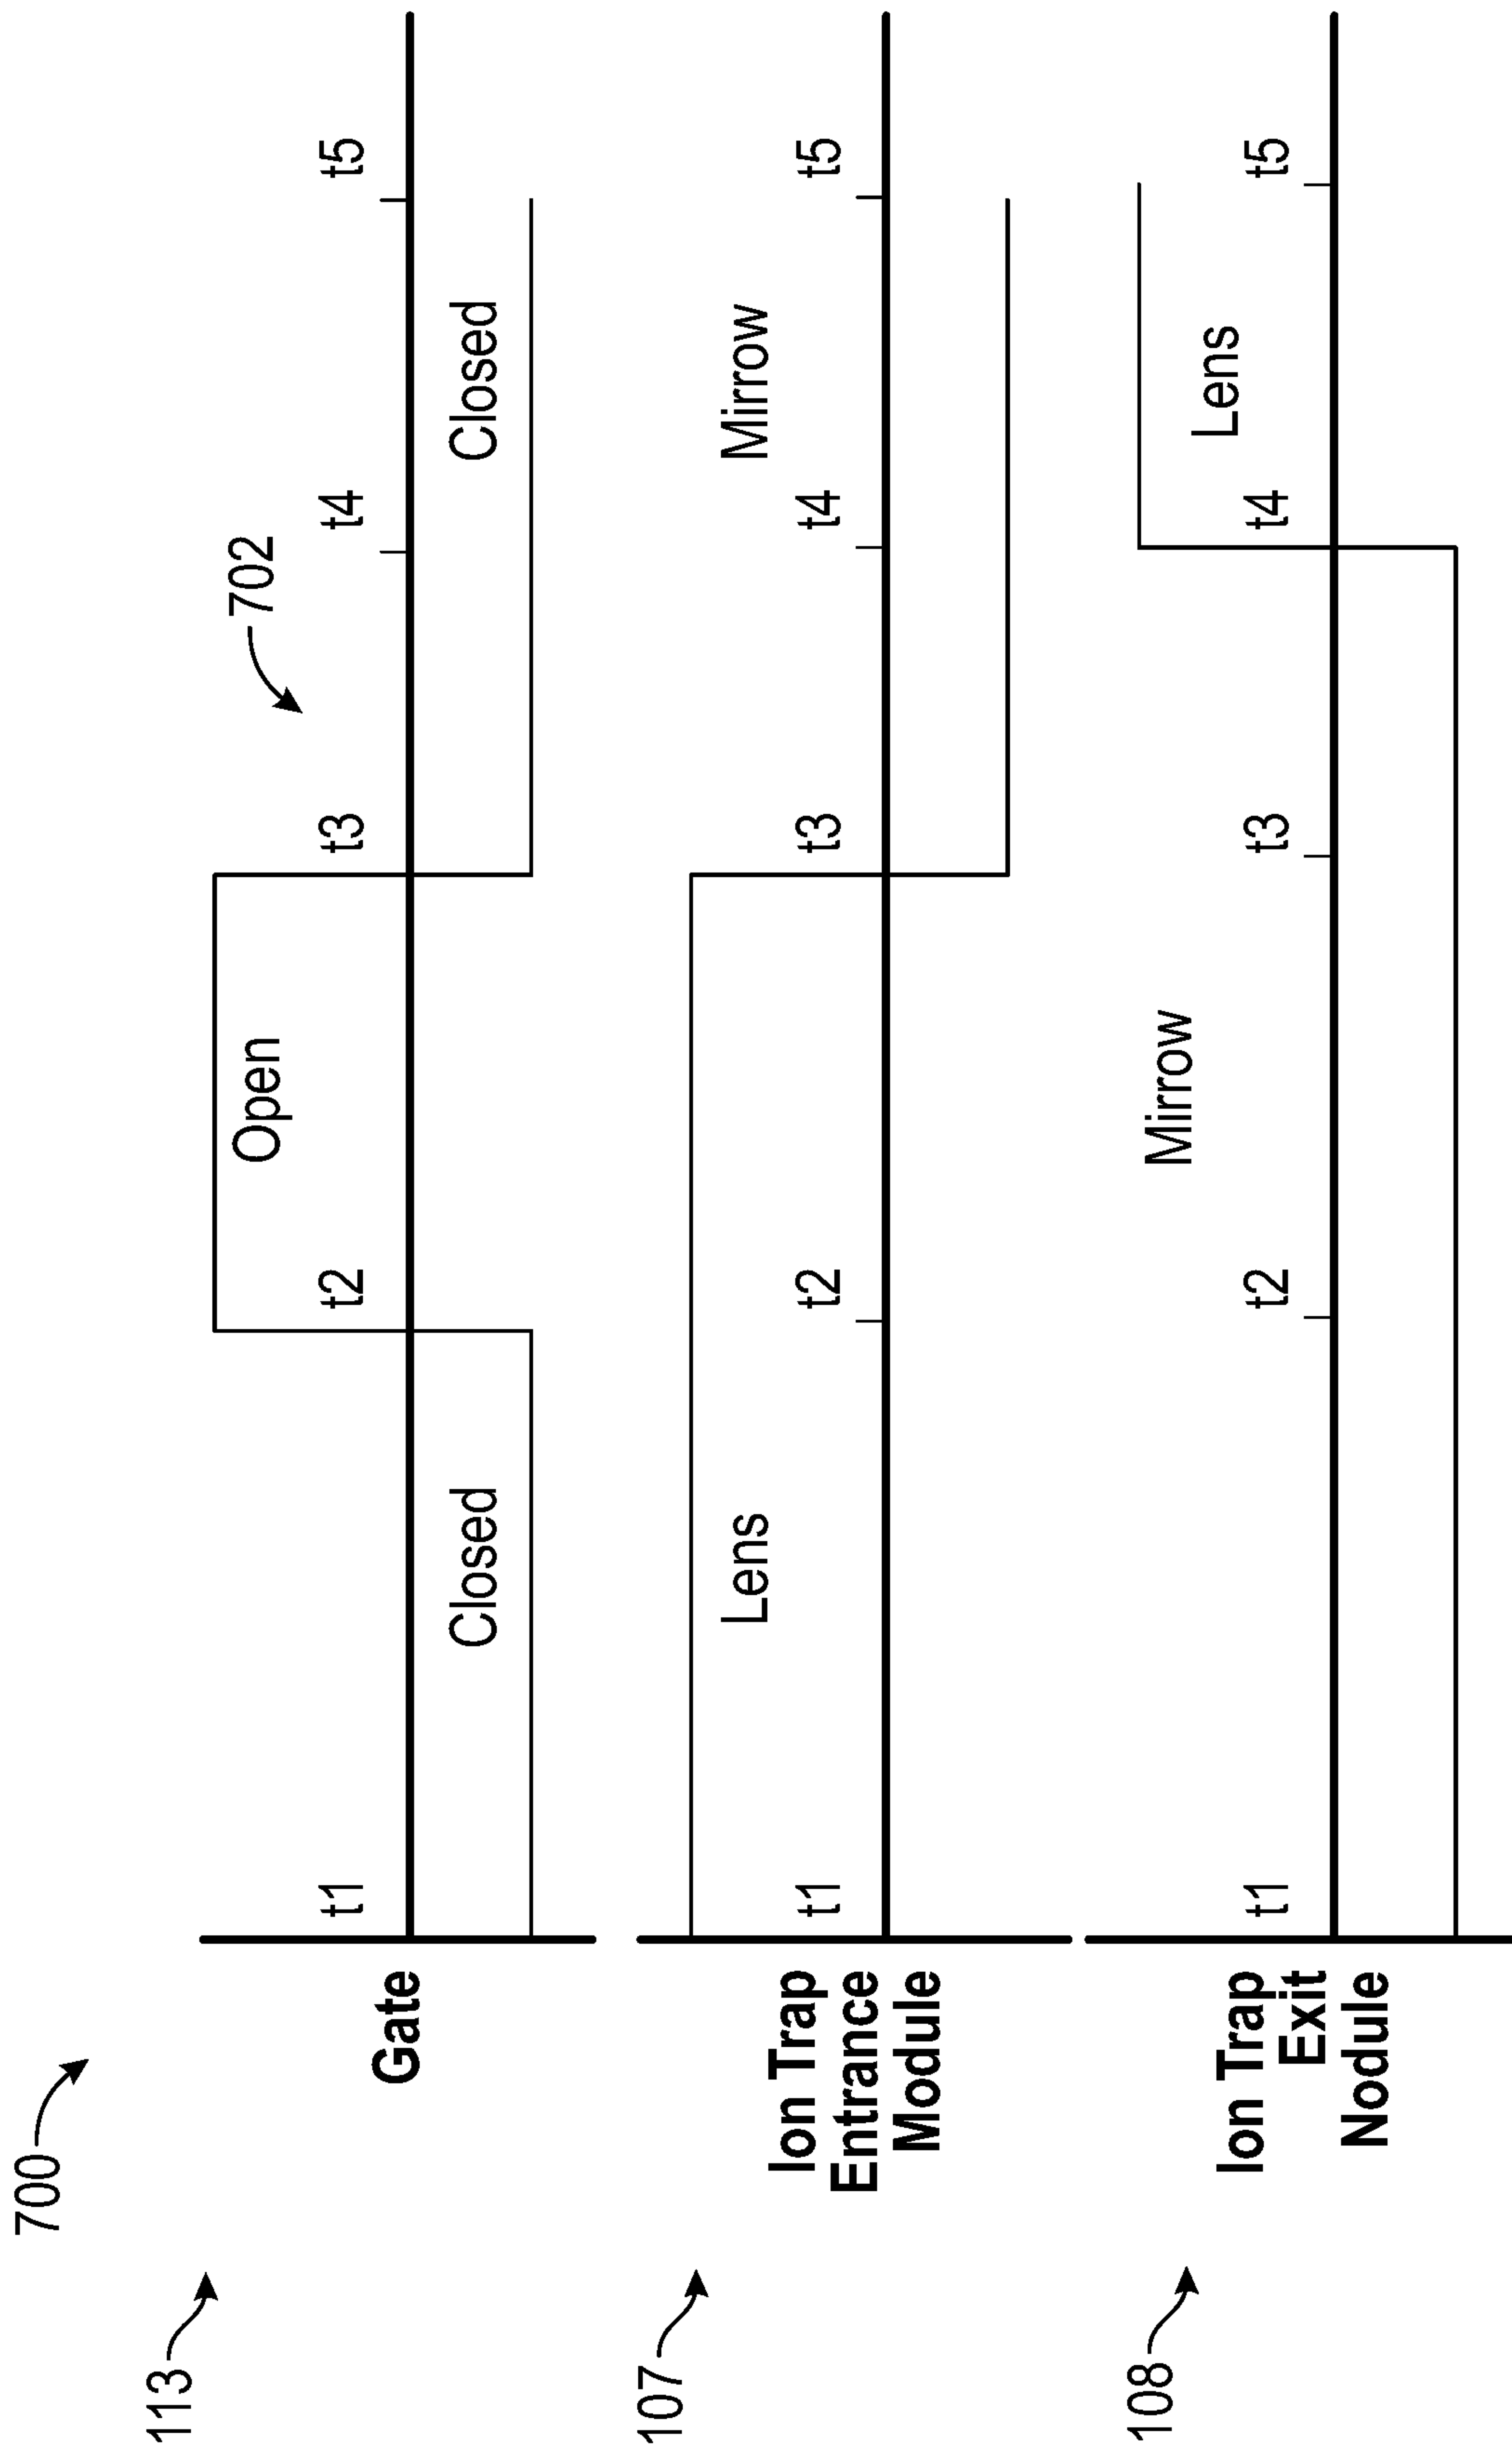 700
702
113
Gate
t1
t2
t3
t4
t5
Closed
Open
Closed
107
Ion Trap
Entrance
Module
t1
t2
t3
t4
t5
Lens
Mirrow
108
Ion Trap
Exit
Nodule
t1
t2
t3
t4
t5
Mirrow
Lens